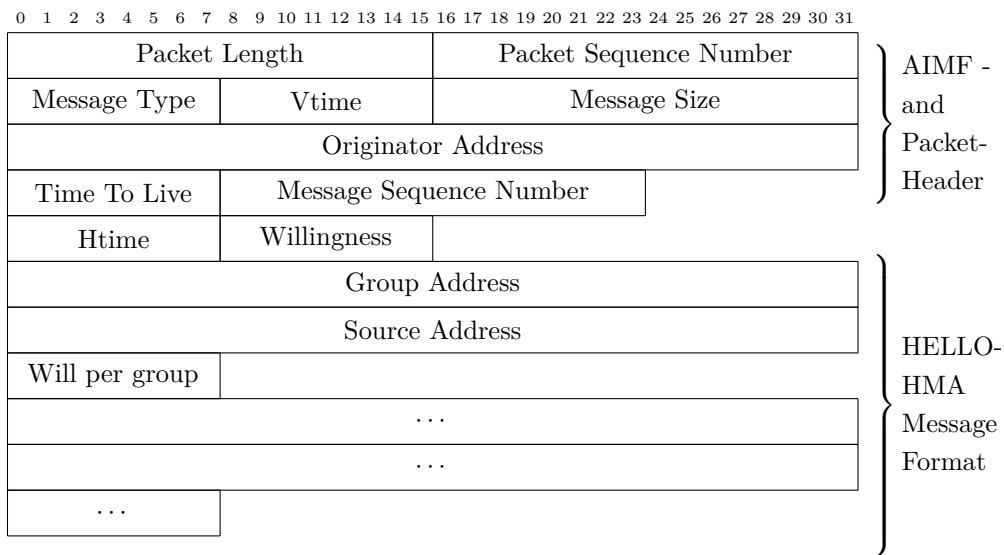 0 1 2 3 4 5 6 7 8 9 10 11 12 13 14 15 16 17 18 19 20 21 22 23 24 25 26 27 28 29 30 31
Packet Length Packet Sequence Number
Message Type Vtime Message Size
Originator Address
Time To Live Message Sequence Number
Htime Willingness
Group Address
Source Address
Will per group
...
...
...
AIMF -
and
Packet-
Header
HELLO-
HMA
Message
Format